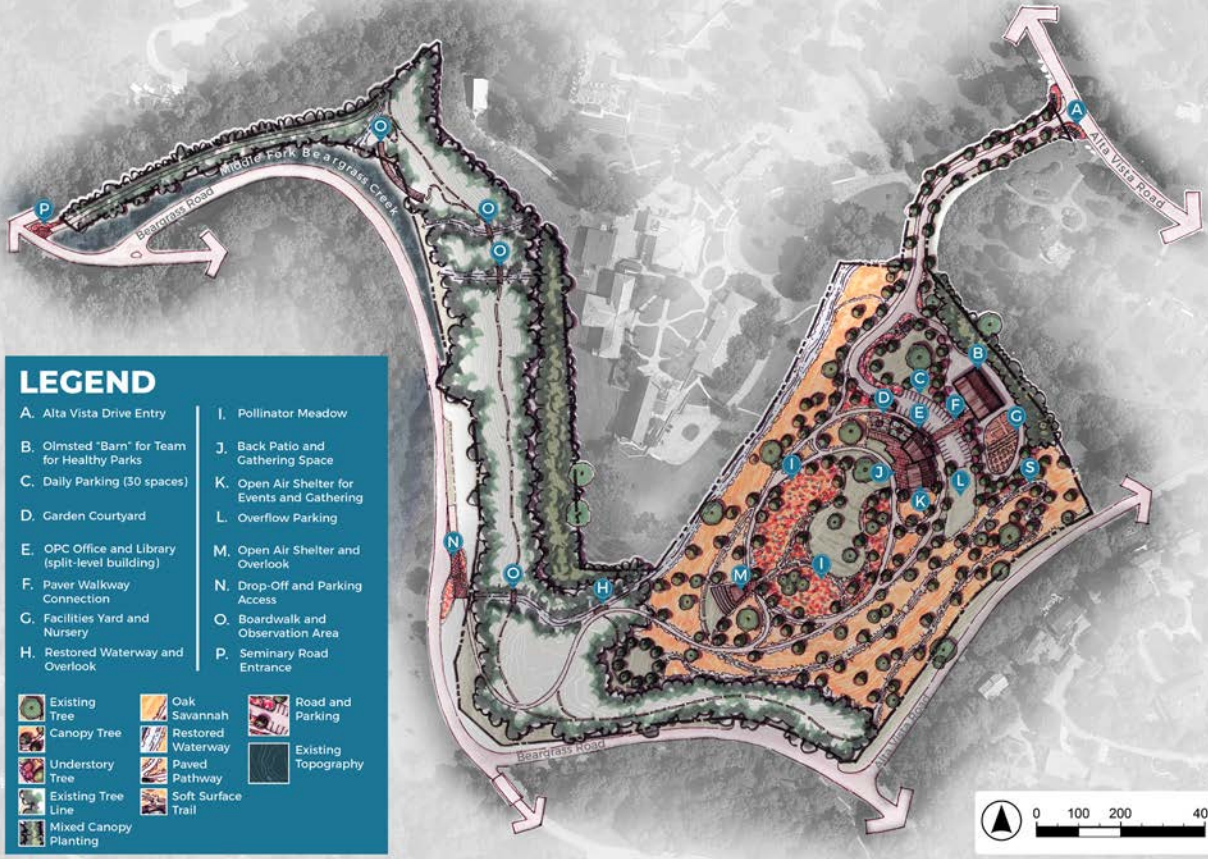 A
Alta Vista Road
O
Middle Fork Beargrass Creek
P
Beargrass Road
O
O
B
C
D
F
E
G
I
J
S
K
L
N
M
I
O
H
Beargrass Road
LEGEND
A. Alta Vista Drive Entry
B. Olmsted "Barn" for Team
for Healthy Parks
C. Daily Parking (30 spaces)
D. Garden Courtyard
E. OPC Office and Library
(split-level building)
F. Paver Walkway
Connection
G. Facilities Yard and
Nursery
H. Restored Waterway and
Overlook
I. Pollinator Meadow
J. Back Patio and
Gathering Space
K. Open Air Shelter for
Events and Gathering
L. Overflow Parking
M. Open Air Shelter and
Overlook
N. Drop-Off and Parking
Access
O. Boardwalk and
Observation Area
P. Seminary Road
Entrance
Existing
Tree
Canopy Tree
Understory
Tree
Existing Tree
Line
Mixed Canopy
Planting
Oak
Savannah
Restored
Waterway
Paved
Pathway
Soft Surface
Trail
Road and
Parking
Existing
Topography
0 100 200 40